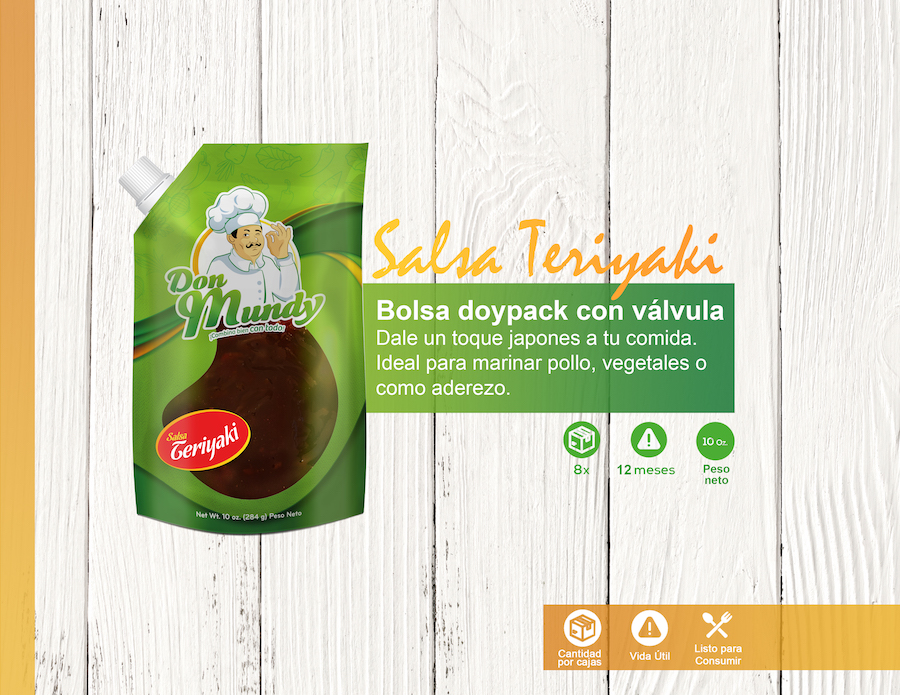 Don
Mundy
¡Combina bien con todo!
Salsa
Teriyaki
Net Wt. 10 oz. (284 g) Peso Neto
Salsa Teriyaki
Bolsa doypack con válvula
Dale un toque japones a tu comida.
Ideal para marinar pollo, vegetales o
como aderezo.
8x
12 meses
10 Oz.
Peso
neto
Cantidad
por cajas
Vida Útil
Listo para
Consumir